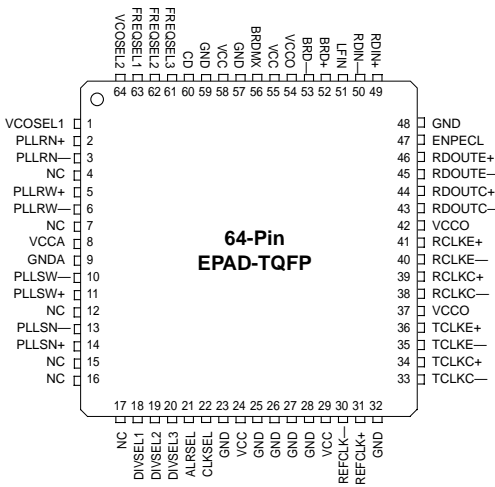 VCOSEL2
FREQSEL1
FREQSEL2
FREQSEL3
CD
GND
VCC
GND
BRDMX
VCC
VCCO
BRD—
BRD+
LFIN
RDIN—
RDIN+
64 63 62 61 60 59 58 57 56 55 54 53 52 51 50 49
VCOSEL1 1
PLLRN+ 2
PLLRN— 3
NC 4
PLLRW+ 5
PLLRW— 6
NC 7
VCCA 8
GNDA 9
PLLSW— 10
PLLSW+ 11
NC 12
PLLSN— 13
PLLSN+ 14
NC 15
NC 16
64-Pin
EPAD-TQFP
48 GND
47 ENPECL
46 RDOUTE+
45 RDOUTE—
44 RDOUTC+
43 RDOUTC—
42 VCCO
41 RCLKE+
40 RCLKE—
39 RCLKC+
38 RCLKC—
37 VCCO
36 TCLKE+
35 TCLKE—
34 TCLKC+
33 TCLKC—
17 18 19 20 21 22 23 24 25 26 27 28 29 30 31 32
NC
DIVSEL1
DIVSEL2
DIVSEL3
ALRSEL
CLKSEL
GND
VCC
GND
GND
GND
GND
VCC
REFCLK—
REFCLK+
GND